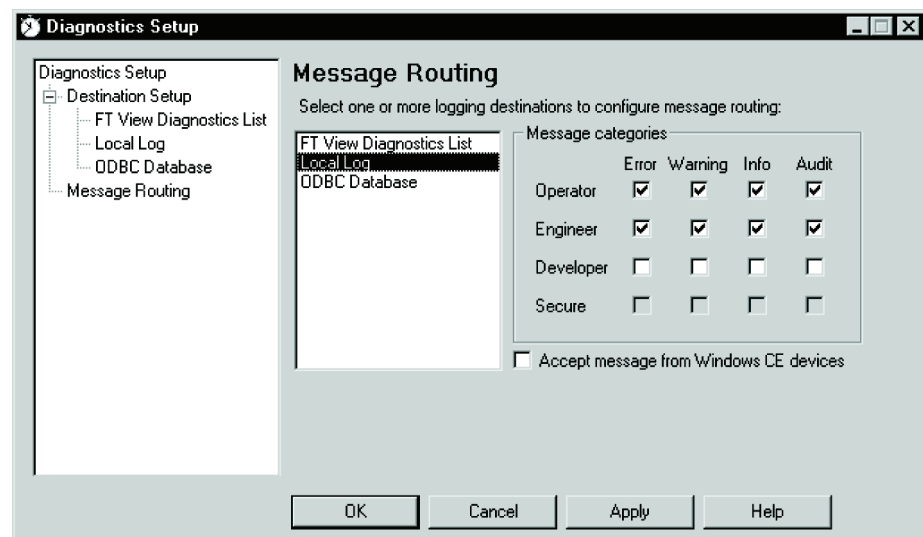 Diagnostics Setup
Diagnostics Setup
Destination Setup
FT View Diagnostics List
Local Log
ODBC Database
Message Routing
Message Routing
Select one or more logging destinations to configure message routing:
FT View Diagnostics List
Local Log
ODBC Database
Message categories
Error Warning Info Audit
Operator
Engineer
Developer
Secure
Accept message from Windows CE devices
OK Cancel Apply Help